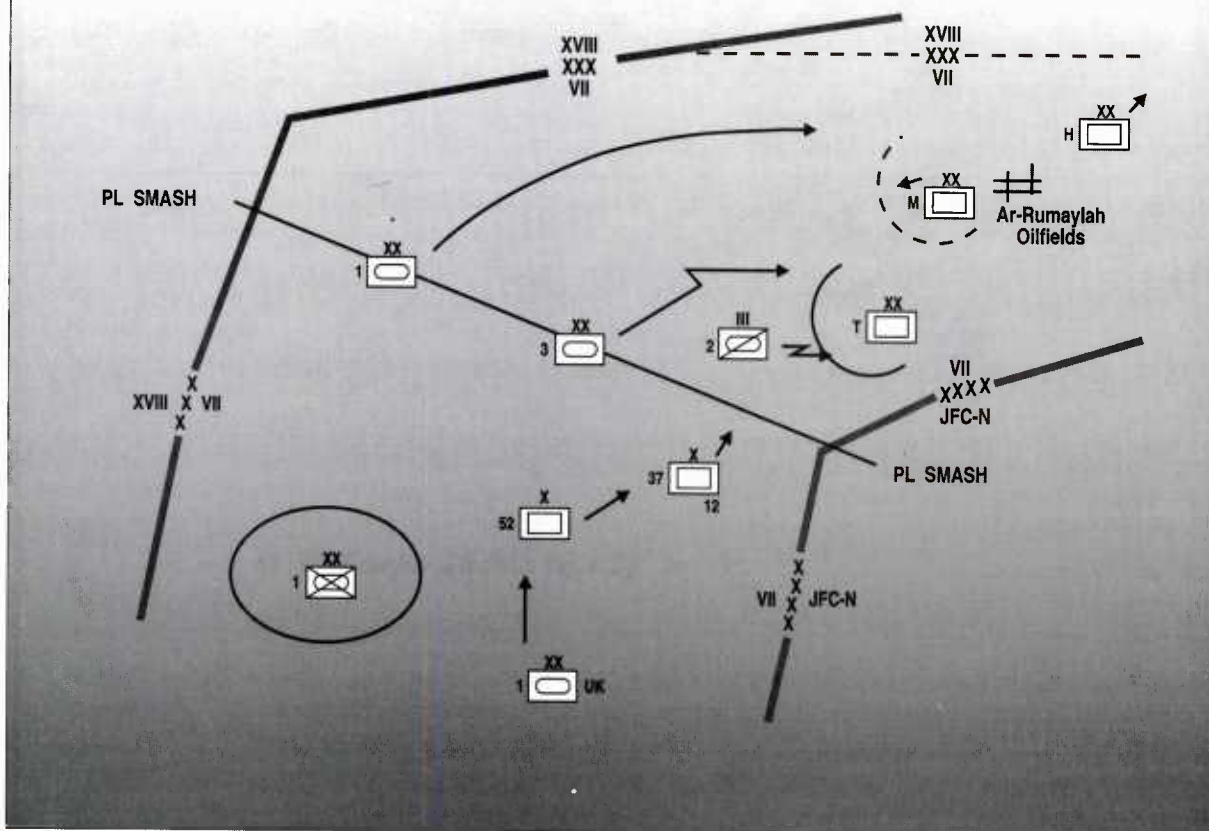 XVIII
XXX
VII
XVIII
XXX
VII
XX
H
PL SMASH
XX
M
Ar-Rumaylah
Oilfields
XX
1
XX
3
III
2
XX
T
X
XVIII X VII
X
VII
XXXX
JFC-N
PL SMASH
X
37
12
X
52
XX
1
X
X
VII X JFC-N
X
XX
1 UK